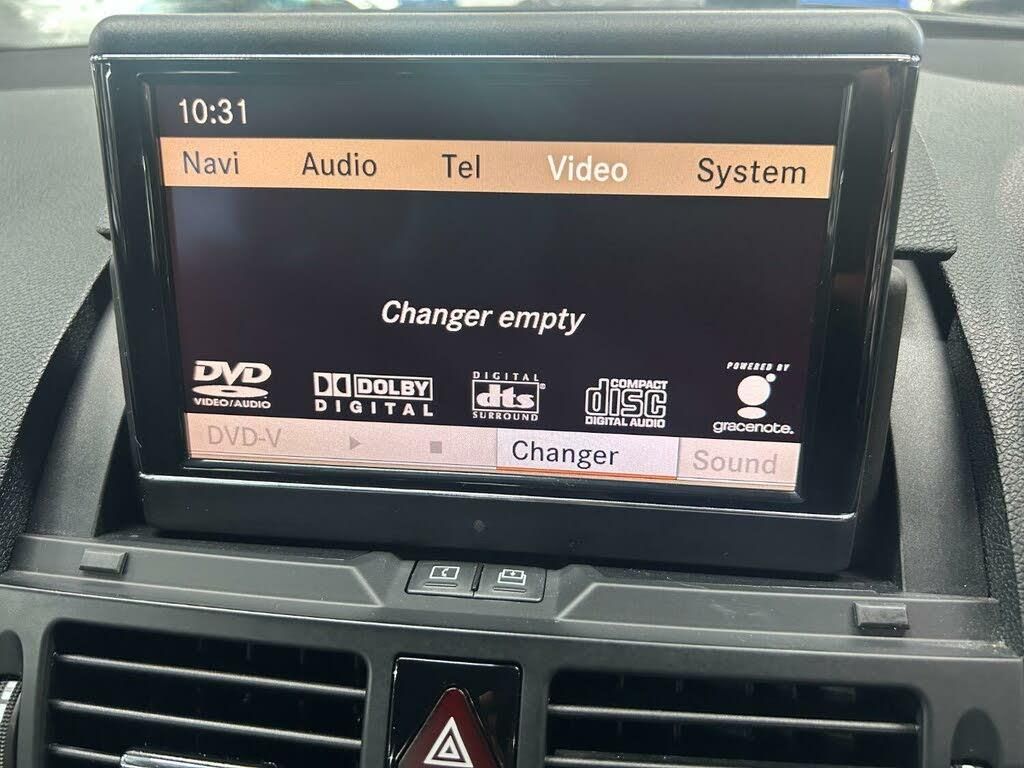 10:31
Navi Audio Tel Video System
Changer empty
DVD
VIDEO/AUDIO
DOLBY
DIGITAL
DIGITAL
dts®
SURROUND
COMPACT
disc
DIGITAL AUDIO
POWERED BY
gracenote.
DVD-V Changer Sound